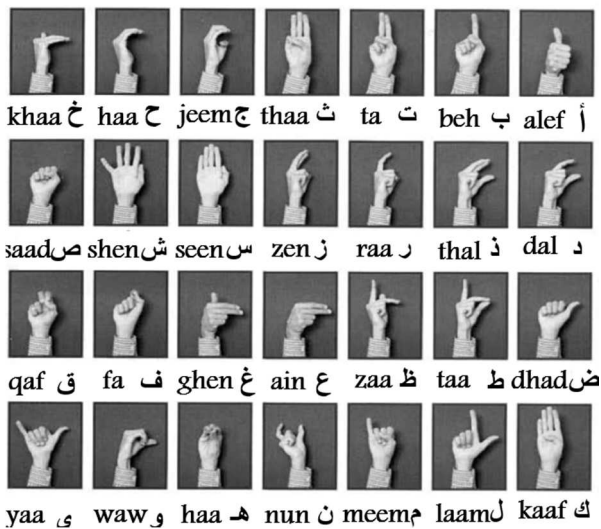 khaa خ haa ح jeem ج thaa ث ta ت beh ب alef أ
saad ص shen ش seen س zen ز raa ر thal ذ dal د
qaf ق fa ف ghen غ ain ع zaa ظ taa ط dhad ض
yaa ى waw و haa هـ nun ن meem م laam ل kaaf ك